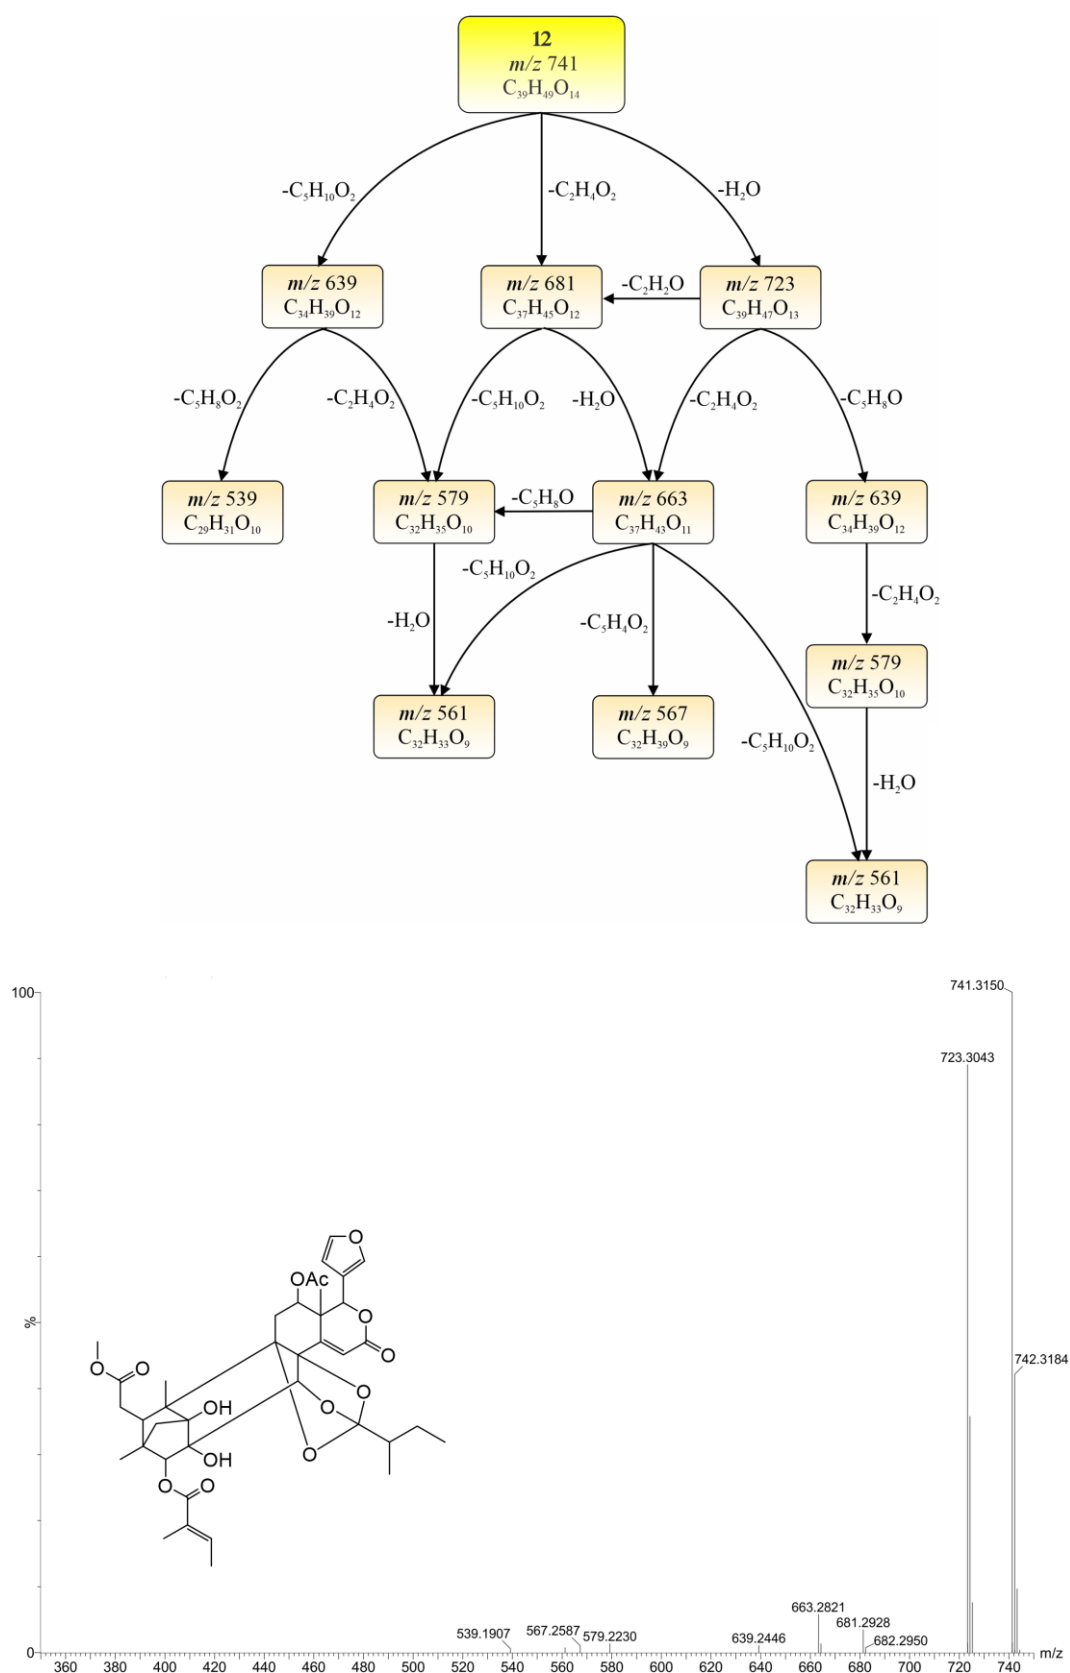 12
m/z 741
C₃₉H₄₉O₁₄
-C₅H₁₀O₂
-C₂H₄O₂
-H₂O
m/z 639
C₃₄H₃₉O₁₂
m/z 681
C₃₇H₄₅O₁₂
-C₂H₂O
m/z 723
C₃₉H₄₇O₁₃
-C₅H₈O₂
-C₂H₄O₂
-C₅H₁₀O₂
-H₂O
-C₂H₄O₂
-C₅H₈O
m/z 539
C₂₉H₃₁O₁₀
m/z 579
C₃₂H₃₅O₁₀
-C₅H₈O
m/z 663
C₃₇H₄₃O₁₁
m/z 639
C₃₄H₃₉O₁₂
-C₅H₁₀O₂
-H₂O
-C₅H₄O₂
-C₂H₄O₂
m/z 579
C₃₂H₃₅O₁₀
m/z 561
C₃₂H₃₃O₉
m/z 567
C₃₂H₃₉O₉
-C₅H₁₀O₂
-H₂O
m/z 561
C₃₂H₃₃O₉
100
741.3150
723.3043
O
OAc
O
%
O
O
O
O
742.3184
OH
O
OH
O
O
O
663.2821
681.2928
539.1907
567.2587
579.2230
639.2446
682.2950
0
m/z
360 380 400 420 440 460 480 500 520 540 560 580 600 620 640 660 680 700 720 740